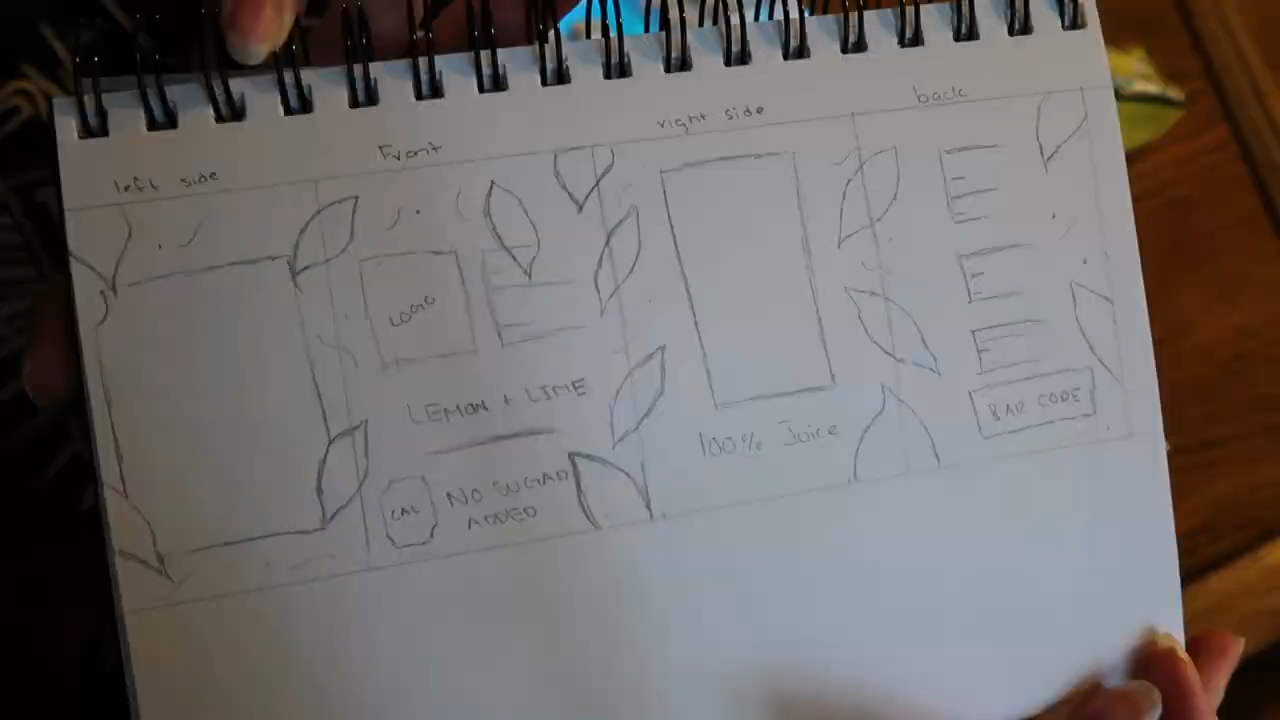 left side
Front
right side
back
LOGO
LEMON + LIME
CAL
NO SUGAR
ADDED
100% Juice
BAR CODE